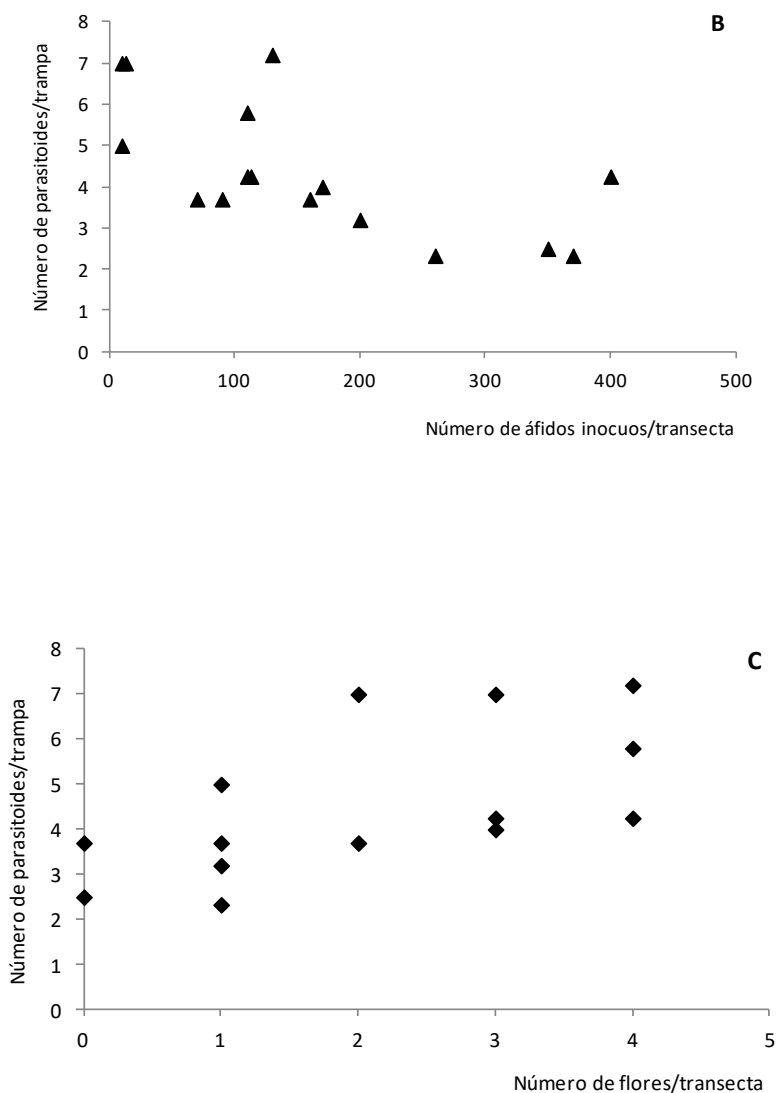 B
8
7
6
5
4
3
2
1
0
Número de parasitoides/trampa
0 100 200 300 400 500
Número de áfidos inocuos/transecta
C
8
7
6
5
4
3
2
1
0
Número de parasitoides/trampa
0 1 2 3 4 5
Número de flores/transecta